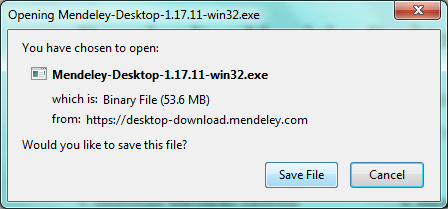 Opening Mendeley-Desktop-1.17.11-win32.exe
You have chosen to open:
Mendeley-Desktop-1.17.11-win32.exe
which is: Binary File (53.6 MB)
from: https://desktop-download.mendeley.com
Would you like to save this file?
Save File Cancel